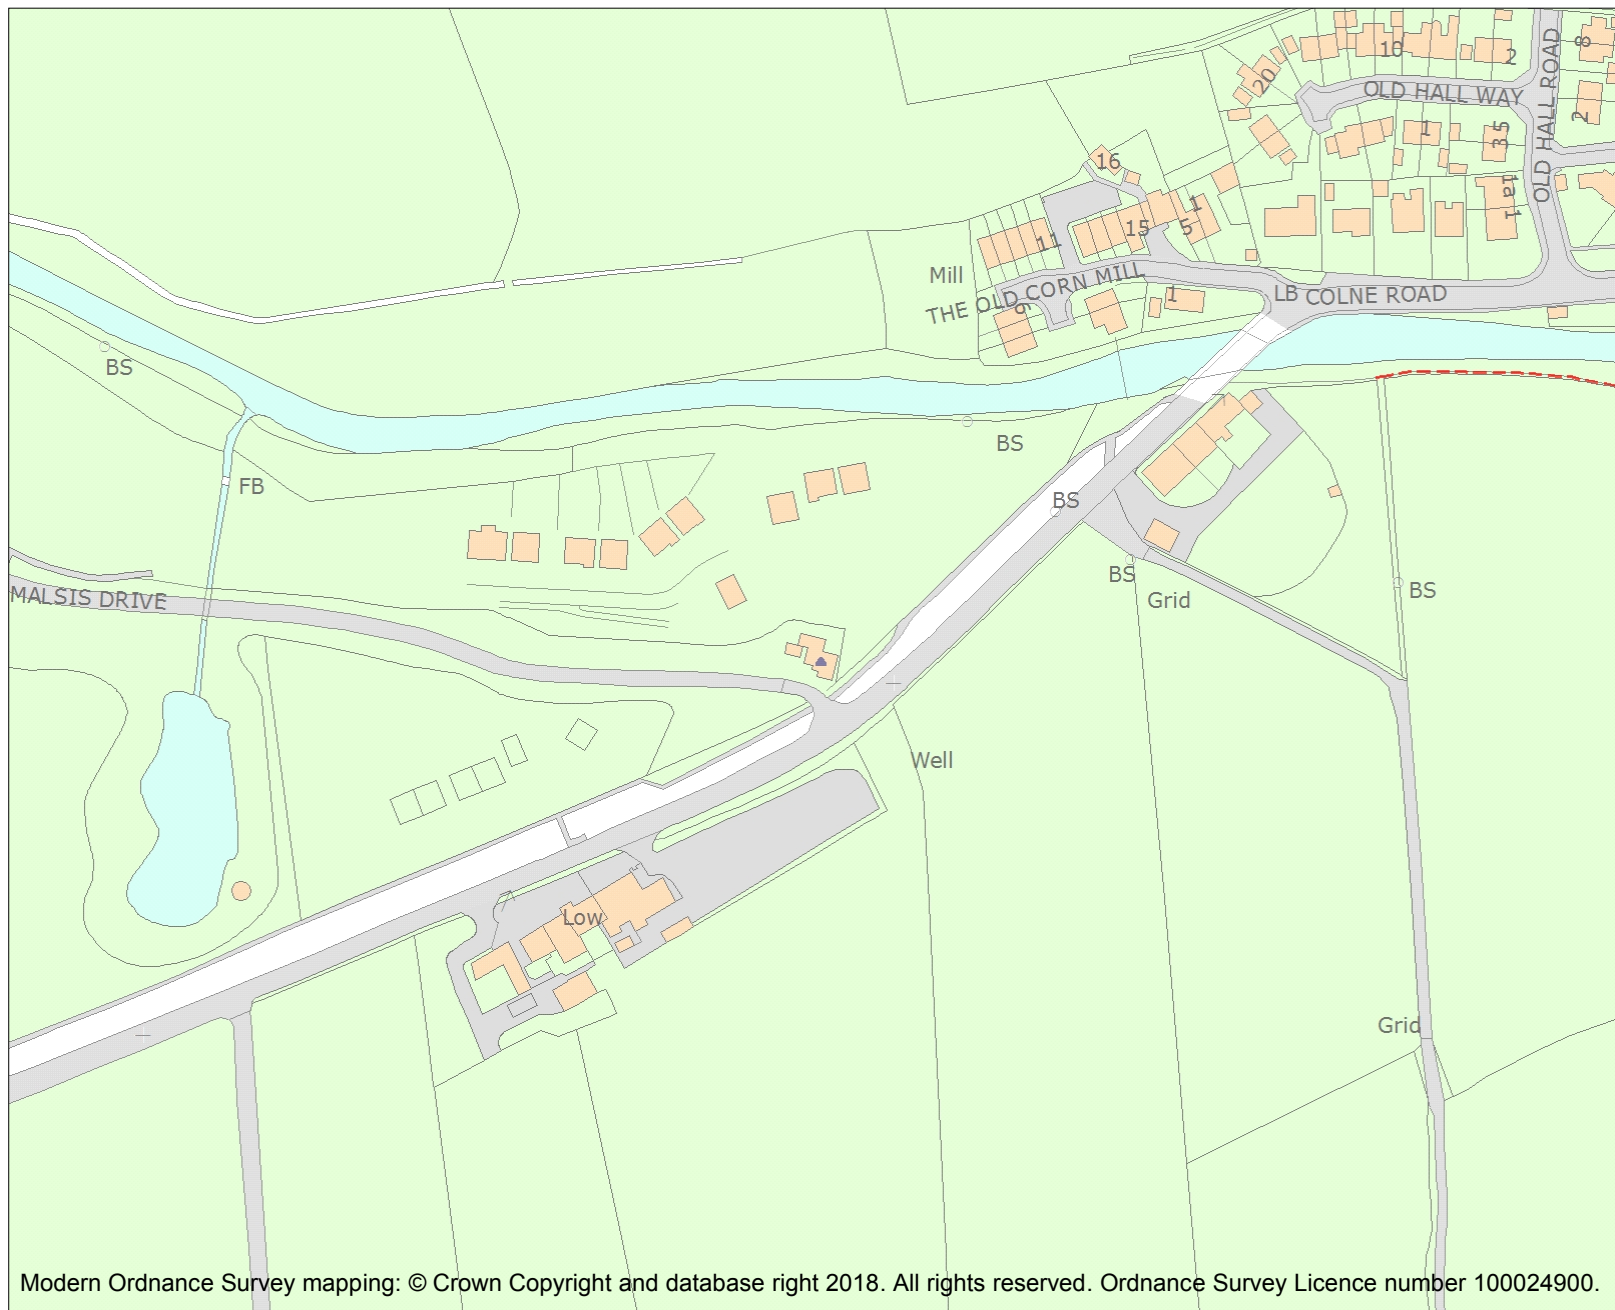 10
2
8
20
OLD HALL WAY
OLD HALL ROAD
1
35
2
16
1a
1
1
5
15
11
Mill
THE OLD CORN MILL
6
1
LB
COLNE ROAD
BS
BS
FB
BS
BS
BS
Grid
MALSIS DRIVE
Well
Low
Grid
Modern Ordnance Survey mapping: © Crown Copyright and database right 2018. All rights reserved. Ordnance Survey Licence number 100024900.